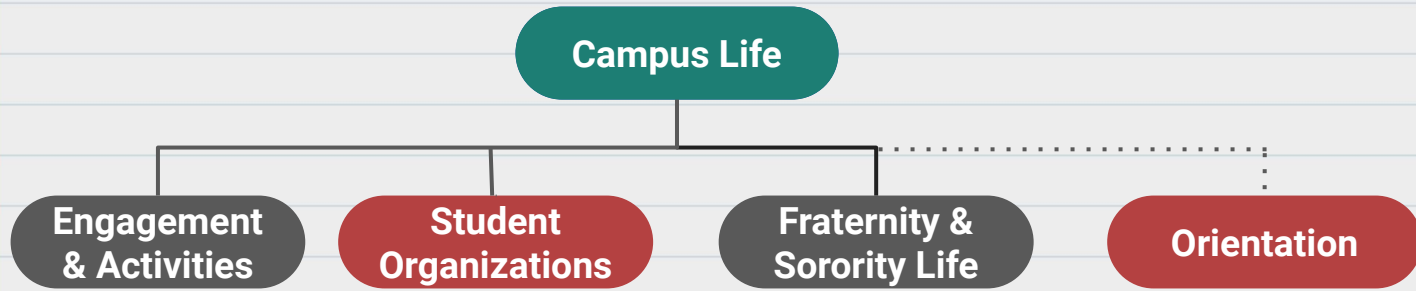 Campus Life
Engagement
& Activities
Student
Organizations
Fraternity &
Sorority Life
Orientation